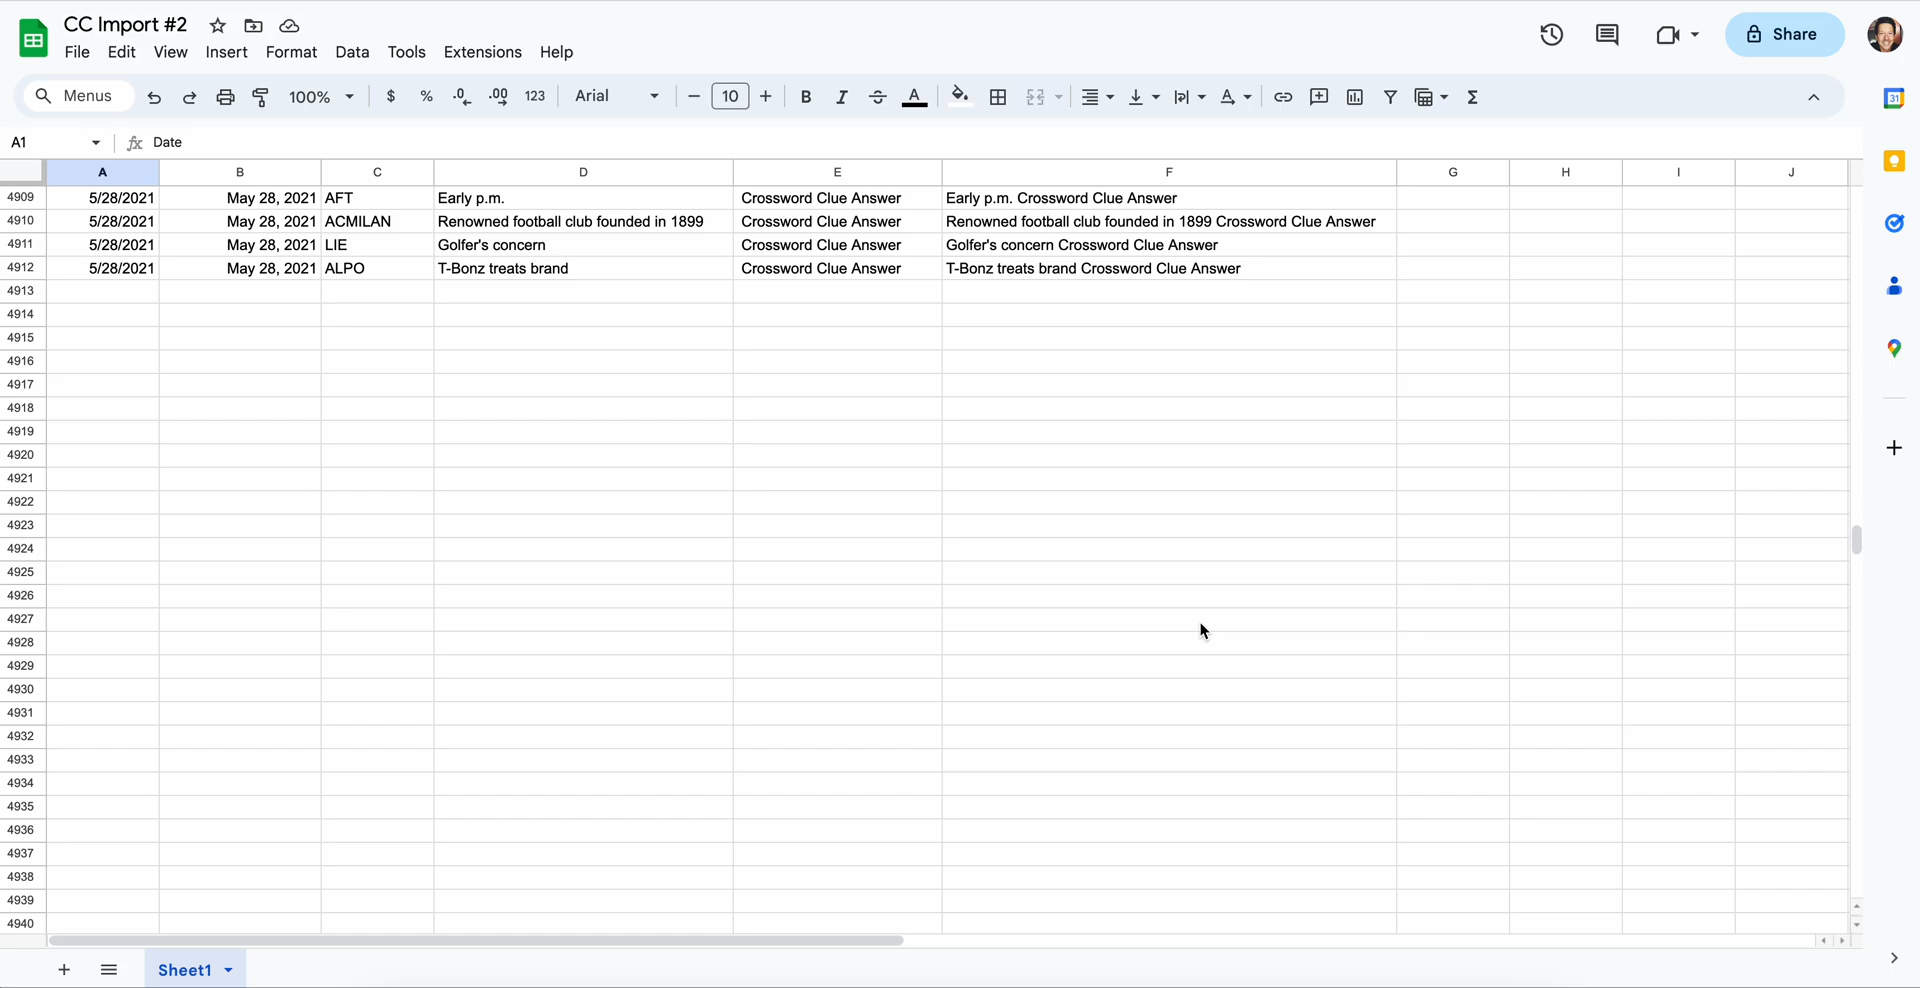 CC Import #2
File Edit View Insert Format Data Tools Extensions Help
Share
Menus 100% $ % .0 .00 123 Arial 10 B I A
31
A1 fx Date
A B C D E F G H I J
4909 5/28/2021 May 28, 2021 AFT Early p.m. Crossword Clue Answer Early p.m. Crossword Clue Answer
4910 5/28/2021 May 28, 2021 ACMILAN Renowned football club founded in 1899 Crossword Clue Answer Renowned football club founded in 1899 Crossword Clue Answer
4911 5/28/2021 May 28, 2021 LIE Golfer's concern Crossword Clue Answer Golfer's concern Crossword Clue Answer
4912 5/28/2021 May 28, 2021 ALPO T-Bonz treats brand Crossword Clue Answer T-Bonz treats brand Crossword Clue Answer
4913
4914
4915
4916
4917
4918
4919
4920
4921
4922
4923
4924
4925
4926
4927
4928
4929
4930
4931
4932
4933
4934
4935
4936
4937
4938
4939
4940
Sheet1